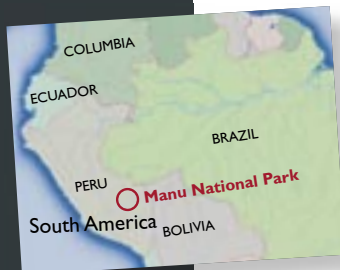 COLUMBIA
ECUADOR
BRAZIL
PERU
Manu National Park
South America
BOLIVIA